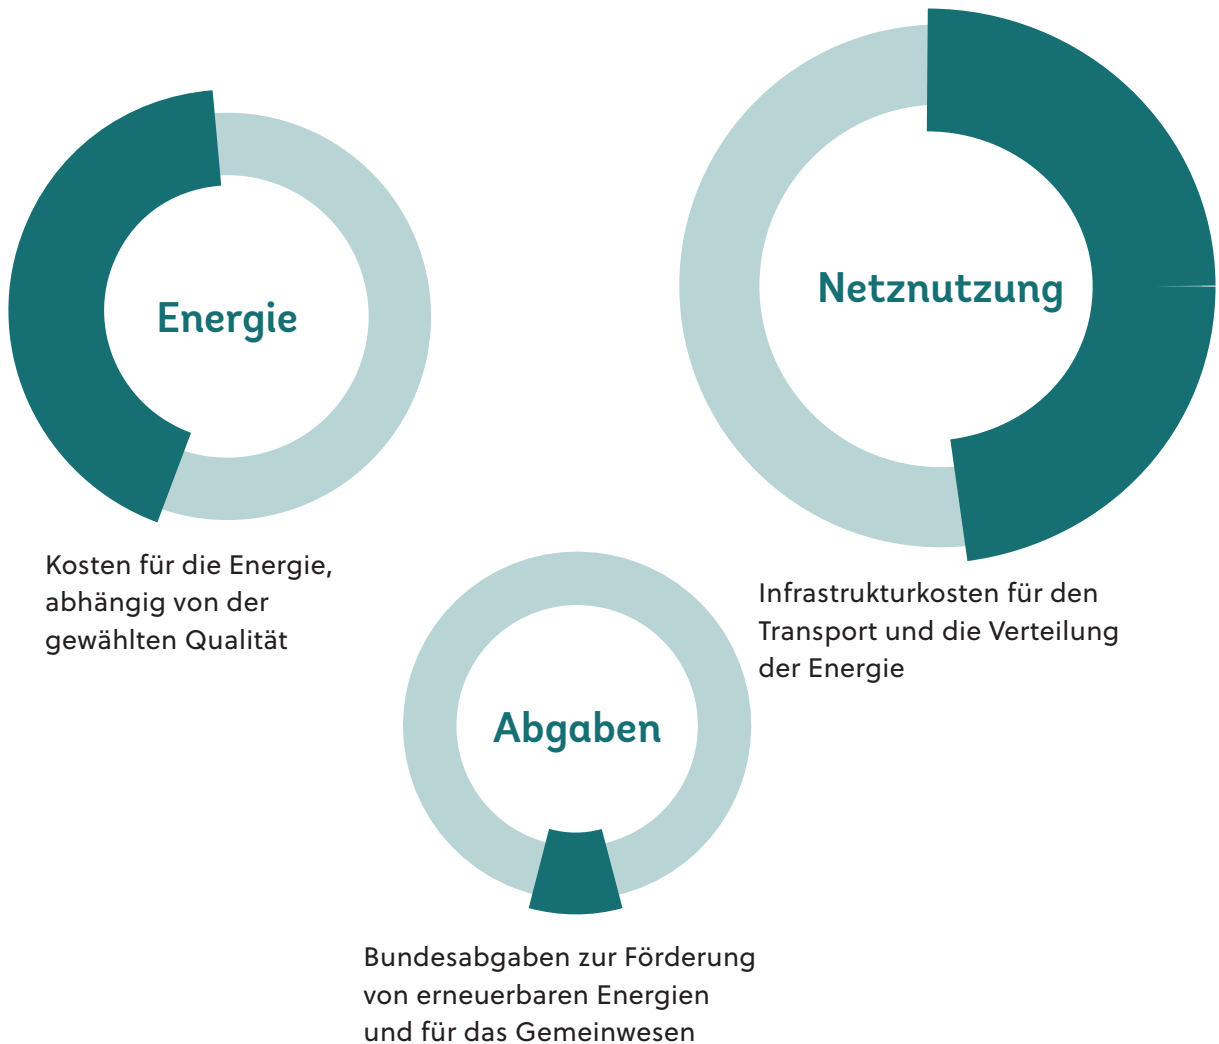 Energie
Kosten für die Energie,
abhängig von der
gewählten Qualität
Netznutzung
Infrastrukturkosten für den
Transport und die Verteilung
der Energie
Abgaben
Bundesabgaben zur Förderung
von erneuerbaren Energien
und für das Gemeinwesen